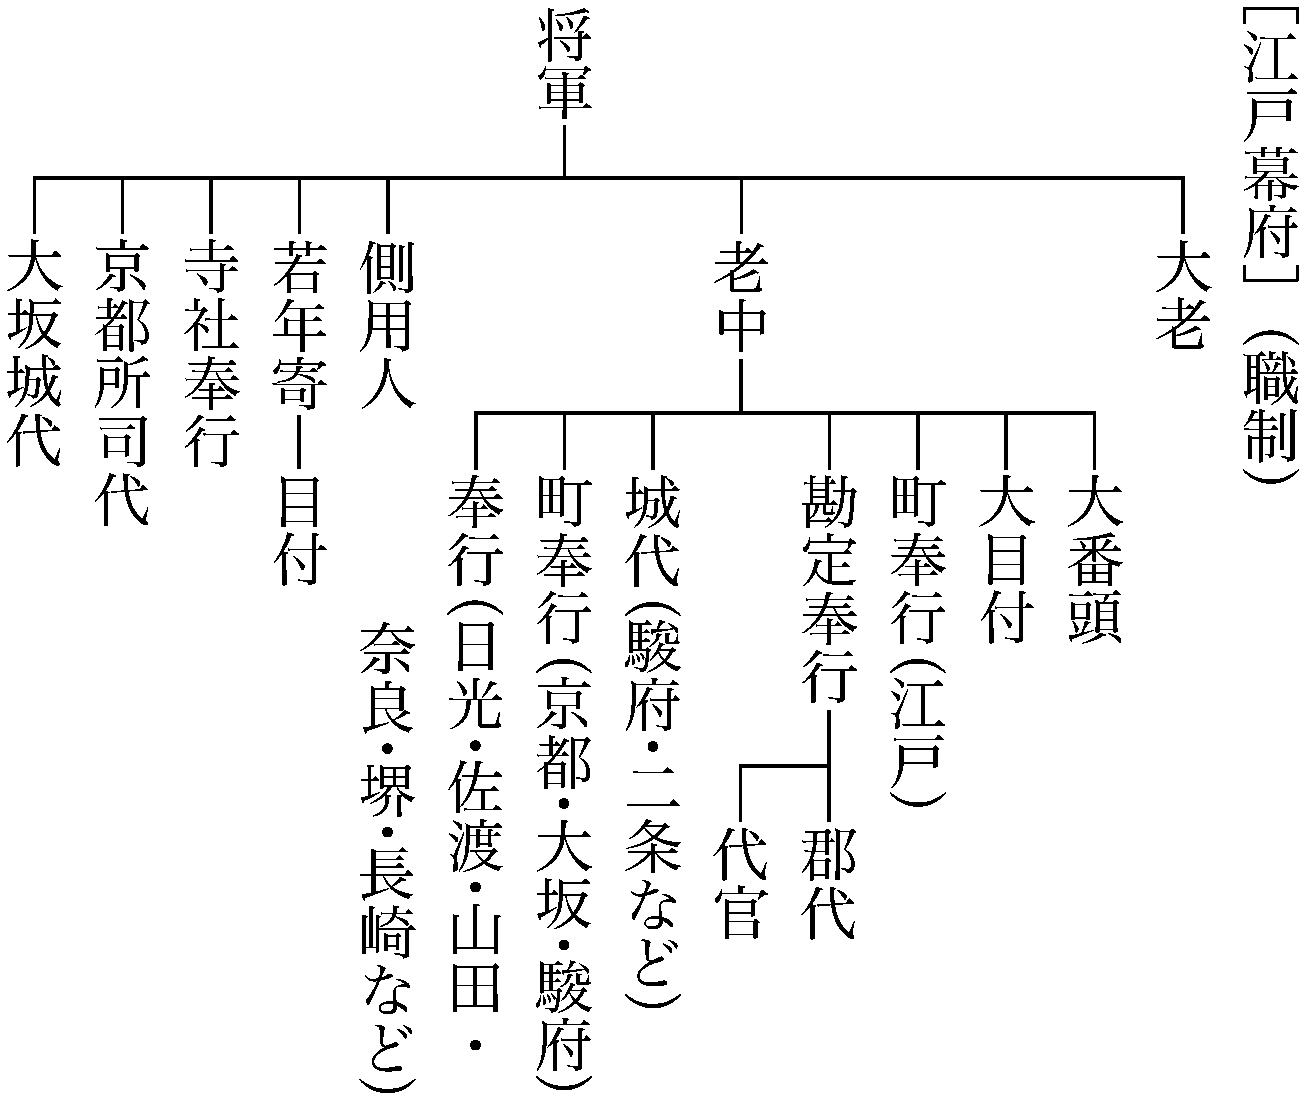 ［江戸幕府］（職制）
将軍
大老
老中
大番頭
大目付
町奉行(江戸)
勘定奉行
郡代
代官
城代(駿府・二条など)
町奉行(京都・大坂・駿府)
奉行(日光・佐渡・山田・
奈良・堺・長崎など)
側用人
若年寄
目付
寺社奉行
京都所司代
大坂城代